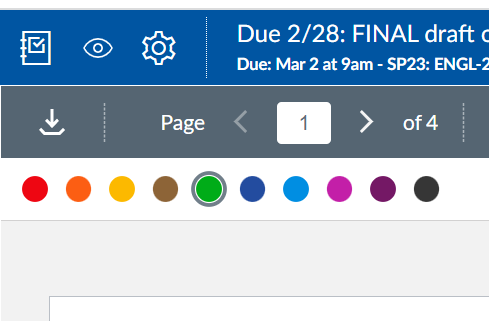 Due 2/28: FINAL draft
Due: Mar 2 at 9am - SP23: ENGL-2
Page 1 of 4